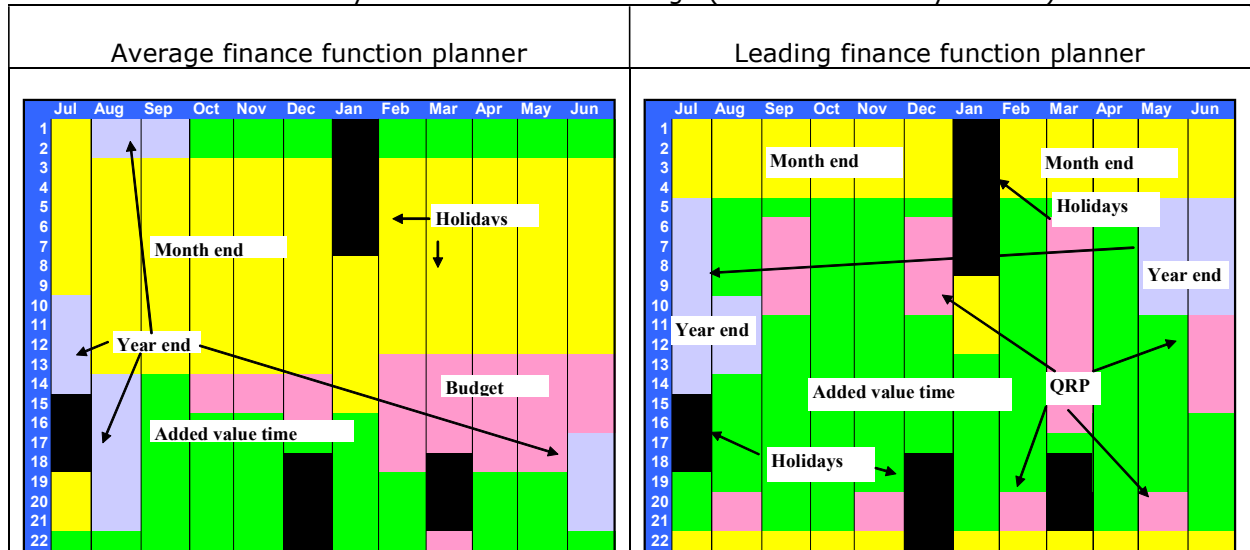 Average finance function planner
Leading finance function planner
Jul Aug Sep Oct Nov Dec Jan Feb Mar Apr May Jun
1
2
3
4
5
6
7
8
9
10
11
12
13
14
15
16
17
18
19
20
21
22
Holidays
Month end
Year end
Budget
Added value time
Jul Aug Sep Oct Nov Dec Jan Feb Mar Apr May Jun
1
2
3
4
5
6
7
8
9
10
11
12
13
14
15
16
17
18
19
20
21
22
Month end
Month end
Holidays
Year end
Year end
Added value time
QRP
Holidays